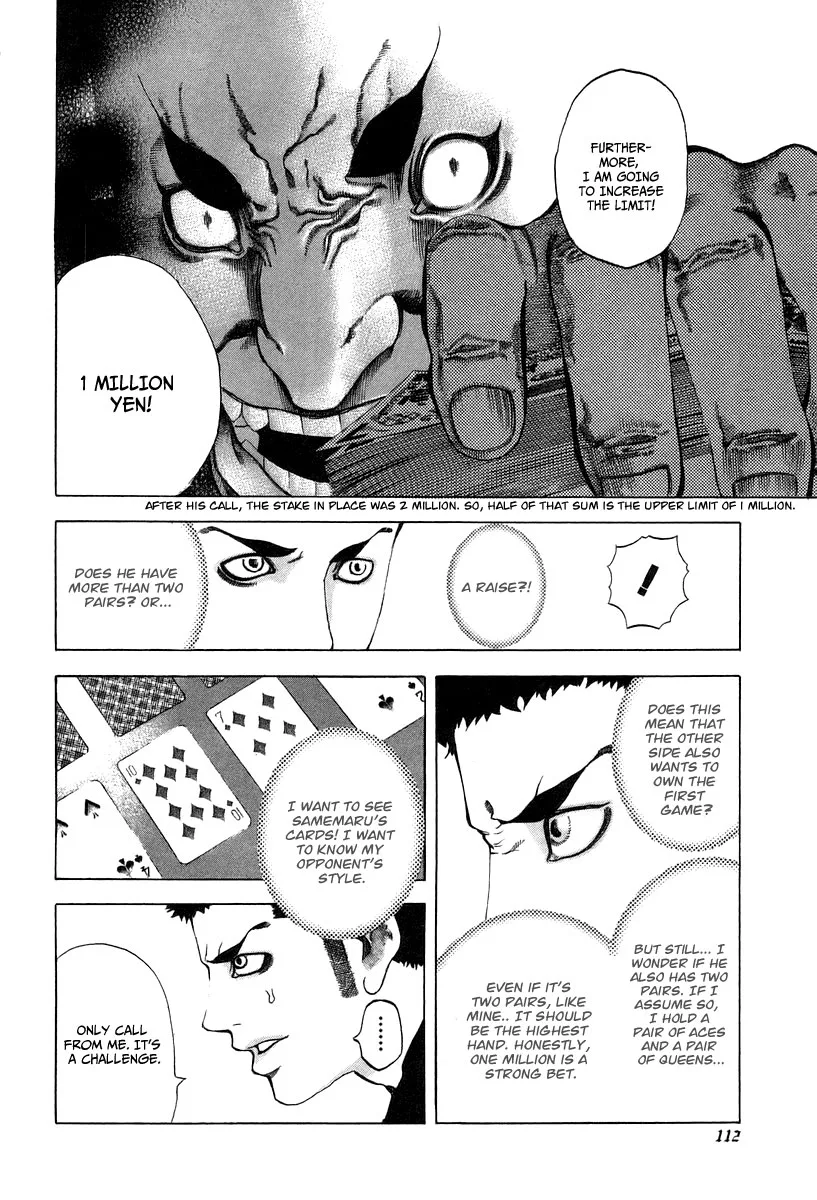 FURTHER-
MORE,
I AM GOING
TO INCREASE
THE LIMIT!
1 MILLION
YEN!
AFTER HIS CALL, THE STAKE IN PLACE WAS 2 MILLION. SO, HALF OF THAT SUM IS THE UPPER LIMIT OF 1 MILLION.
!
A RAISE?!
DOES HE HAVE
MORE THAN TWO
PAIRS? OR...
DOES THIS
MEAN THAT
THE OTHER
SIDE ALSO
WANTS TO
OWN THE
FIRST
GAME?
BUT STILL... I
WONDER IF HE
ALSO HAS TWO
PAIRS. IF I
ASSUME SO,
I HOLD A
PAIR OF ACES
AND A PAIR
OF QUEENS...
EVEN IF IT'S
TWO PAIRS, LIKE
MINE.. IT SHOULD
BE THE HIGHEST
HAND. HONESTLY,
ONE MILLION IS A
STRONG BET.
7
2
10
10
4
I WANT TO SEE
SAMEMARU'S
CARDS! I WANT
TO KNOW MY
OPPONENT'S
STYLE.
......
ONLY CALL
FROM ME. IT'S
A CHALLENGE.
112